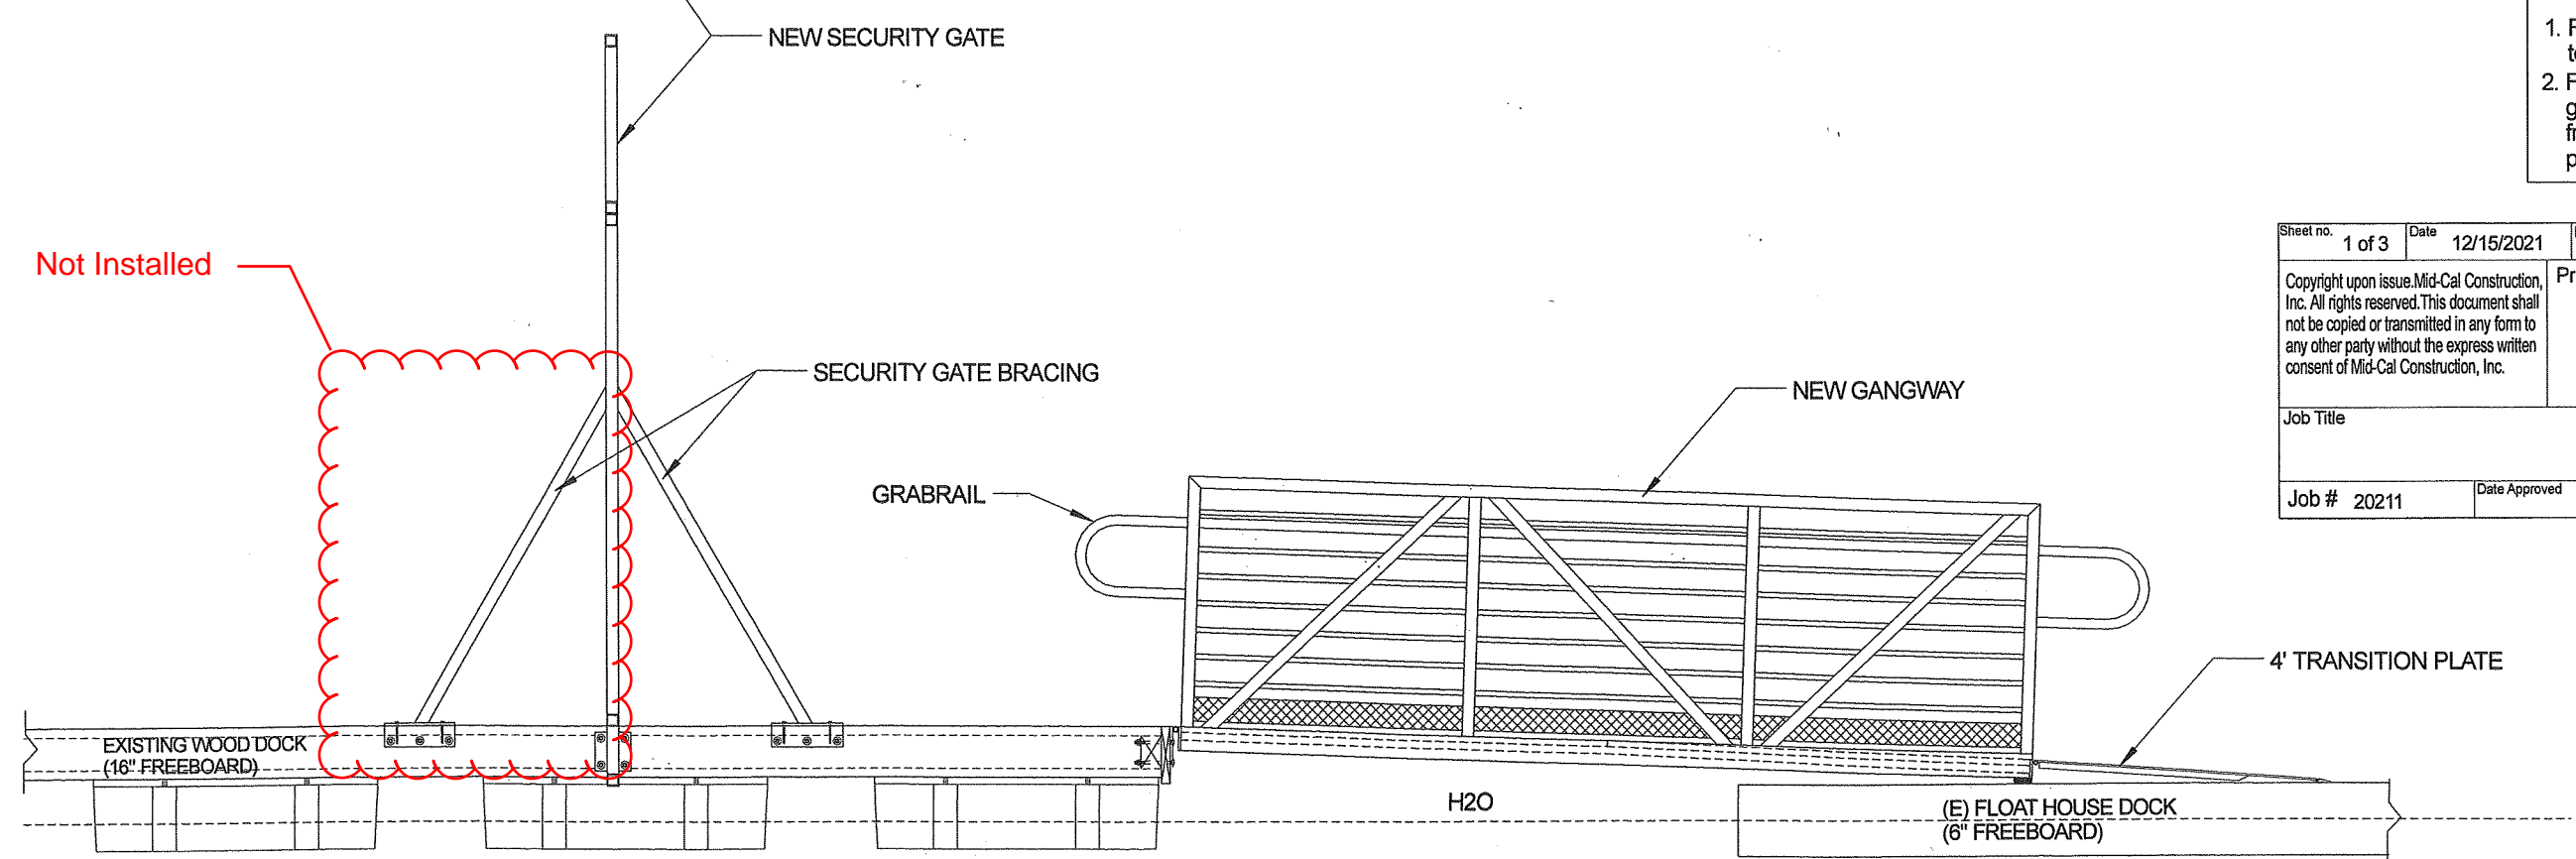 NEW SECURITY GATE
Not Installed
SECURITY GATE BRACING
NEW GANGWAY
GRABRAIL
4' TRANSITION PLATE
EXISTING WOOD DOCK
(16" FREEBOARD)
H2O
(E) FLOAT HOUSE DOCK
(6" FREEBOARD)
1.
2.
Sheet no. 1 of 3 Date 12/15/2021
Copyright upon issue.Mid-Cal Construction,
Inc. All rights reserved.This document shall
not be copied or transmitted in any form to
any other party without the express written
consent of Mid-Cal Construction, Inc.
Job Title
Job # 20211 Date Approved